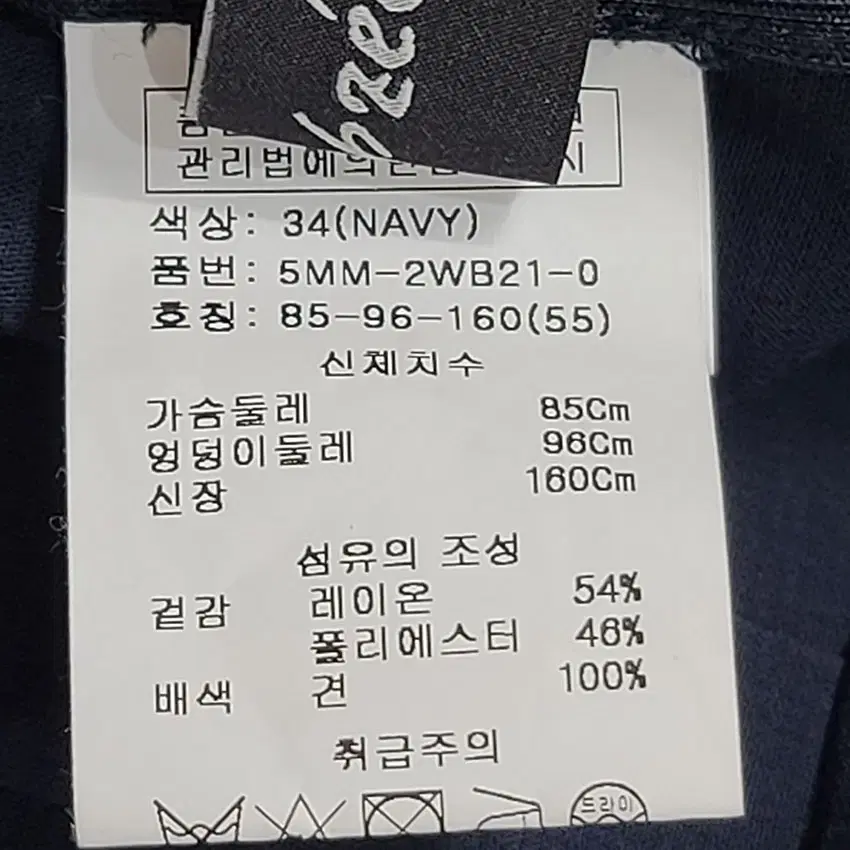 관리법에의한
색상: 34(NAVY)
품번: 5MM-2WB21-0
호칭: 85-96-160(55)
신체치수
가슴둘레 85Cm
엉덩이둘레 96Cm
신장 160Cm
섬유의 조성
겉감 레이온 54%
폴리에스터 46%
배색 견 100%
취급주의
드라이